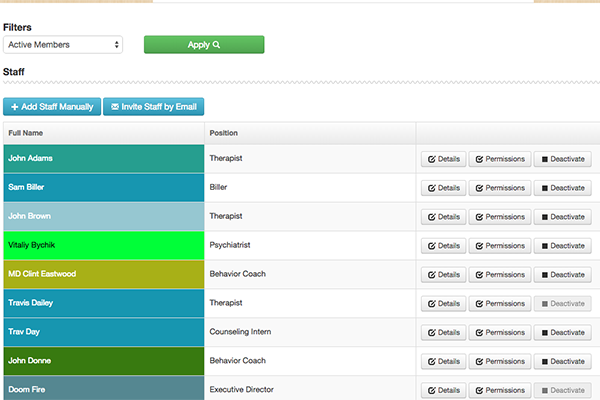 Filters
Active Members Apply
Staff
Add Staff Manually Invite Staff by Email
Full Name Position
John Adams Therapist Details Permissions Deactivate
Sam Biller Biller Details Permissions Deactivate
John Brown Therapist Details Permissions Deactivate
Vitaliy Bychik Psychiatrist Details Permissions Deactivate
MD Clint Eastwood Behavior Coach Details Permissions Deactivate
Travis Dailey Therapist Details Permissions Deactivate
Trav Day Counseling Intern Details Permissions Deactivate
John Donne Behavior Coach Details Permissions Deactivate
Doom Fire Executive Director Details Permissions Deactivate